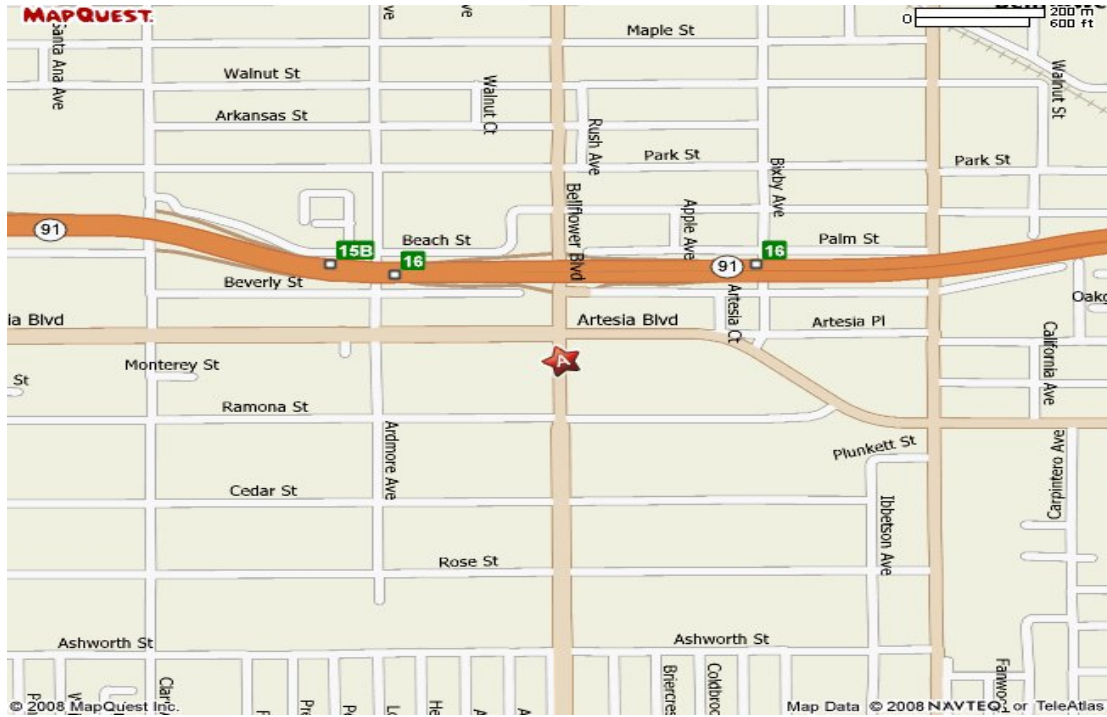 MAPQUEST.
0
200 m
600 ft
Maple St
Santa Ana Ave
Walnut St
Walnut Ct
Walnut St
Arkansas St
Rush Ave
Park St
Park St
Bixby Ave
Bellflower Blvd
Apple Ave
91
Beach St
Palm St
15B
16
16
91
Beverly St
Artesia Ct
ia Blvd
Artesia Blvd
Artesia Pl
California Ave
A
Monterey St
St
Ramona St
Ardmore Ave
Plunkett St
Carpintero Ave
Cedar St
Ibbetson Ave
Rose St
Ashworth St
Ashworth St
© 2008 MapQuest Inc.
Map Data © 2008 NAVTEQ or TeleAtlas